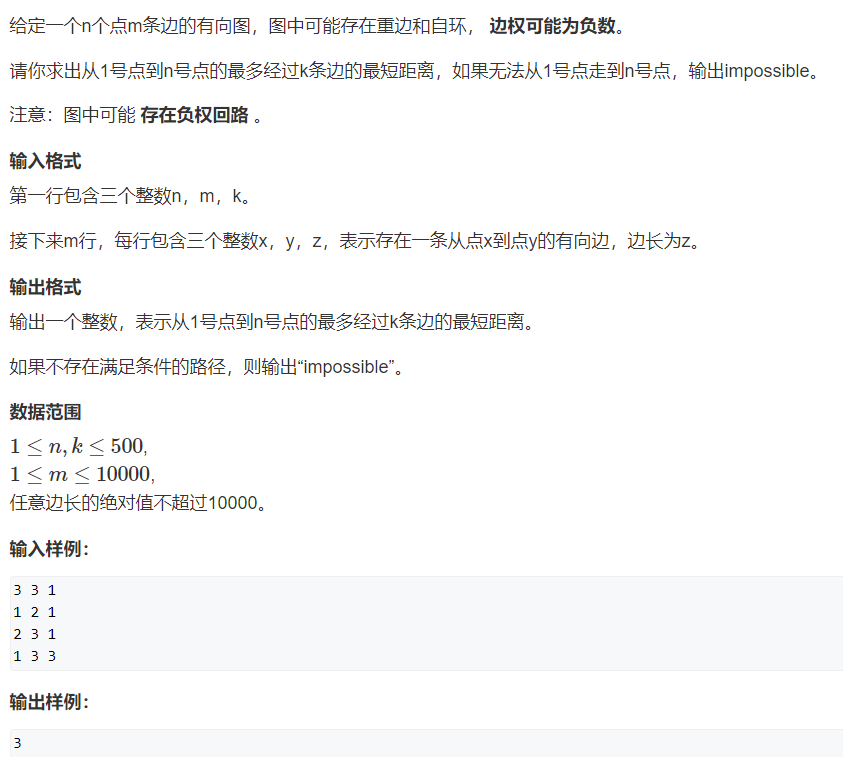 给定一个n个点m条边的有向图，图中可能存在重边和自环， 边权可能为负数。
请你求出从1号点到n号点的最多经过k条边的最短距离，如果无法从1号点走到n号点，输出impossible。
注意：图中可能 存在负权回路 。
输入格式
第一行包含三个整数n，m，k。
接下来m行，每行包含三个整数x，y，z，表示存在一条从点x到点y的有向边，边长为z。
输出格式
输出一个整数，表示从1号点到n号点的最多经过k条边的最短距离。
如果不存在满足条件的路径，则输出“impossible”。
数据范围
1 ≤ n, k ≤ 500,
1 ≤ m ≤ 10000,
任意边长的绝对值不超过10000。
输入样例：
3 3 1
1 2 1
2 3 1
1 3 3
输出样例：
3